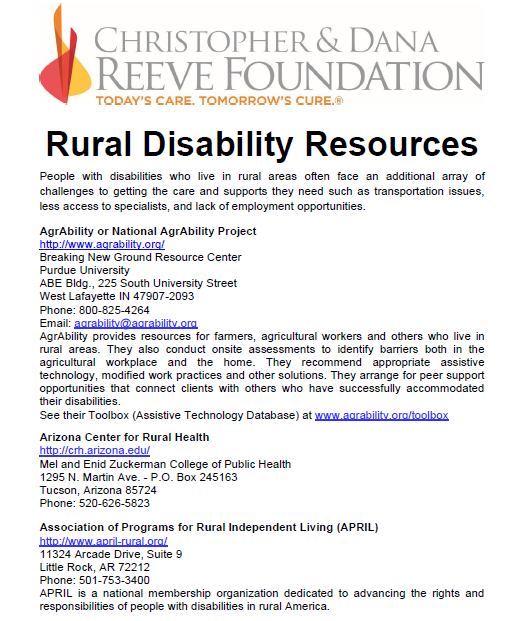 CHRISTOPHER & DANA
REEVE FOUNDATION
TODAY'S CARE. TOMORROW'S CURE.®
Rural Disability Resources
People with disabilities who live in rural areas often face an additional array of
challenges to getting the care and supports they need such as transportation issues,
less access to specialists, and lack of employment opportunities.
AgrAbility or National AgrAbility Project
http://www.agrability.org/
Breaking New Ground Resource Center
Purdue University
ABE Bldg., 225 South University Street
West Lafayette IN 47907-2093
Phone: 800-825-4264
Email: agrability@agrability.org
AgrAbility provides resources for farmers, agricultural workers and others who live in
rural areas. They also conduct onsite assessments to identify barriers both in the
agricultural workplace and the home. They recommend appropriate assistive
technology, modified work practices and other solutions. They arrange for peer support
opportunities that connect clients with others who have successfully accommodated
their disabilities.
See their Toolbox (Assistive Technology Database) at www.agrability.org/toolbox
Arizona Center for Rural Health
http://crh.arizona.edu/
Mel and Enid Zuckerman College of Public Health
1295 N. Martin Ave. - P.O. Box 245163
Tucson, Arizona 85724
Phone: 520-626-5823
Association of Programs for Rural Independent Living (APRIL)
http://www.april-rural.org/
11324 Arcade Drive, Suite 9
Little Rock, AR 72212
Phone: 501-753-3400
APRIL is a national membership organization dedicated to advancing the rights and
responsibilities of people with disabilities in rural America.